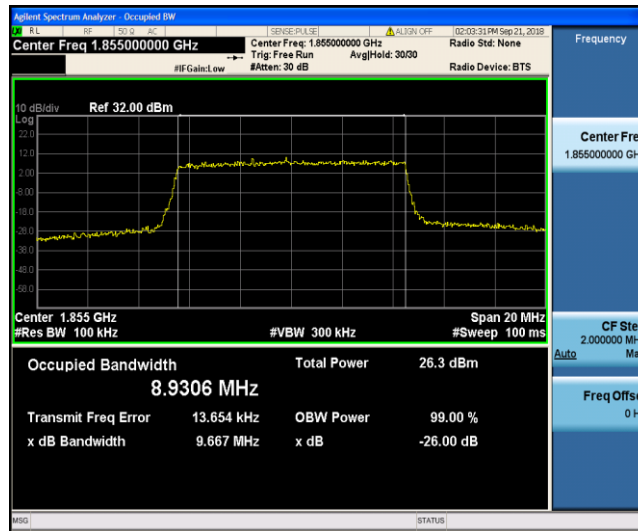 Agilent Spectrum Analyzer - Occupied BW
RL RF 50 Ω AC SENSE:PULSE ALIGN OFF 02:03:31 PM Sep 21, 2018
Center Freq 1.855000000 GHz
Center Freq: 1.855000000 GHz
Radio Std: None
Trig: Free Run Avg|Hold: 30/30
#IFGain:Low #Atten: 30 dB Radio Device: BTS
Frequency
10 dB/div Ref 32.00 dBm
Log
22.0
12.0
2.00
-8.00
-18.0
-28.0
-38.0
-48.0
-58.0
Center 1.855 GHz Span 20 MHz
#Res BW 100 kHz #VBW 300 kHz #Sweep 100 ms
Occupied Bandwidth Total Power 26.3 dBm
8.9306 MHz
Transmit Freq Error 13.654 kHz OBW Power 99.00 %
x dB Bandwidth 9.667 MHz x dB -26.00 dB
Center Fre
1.855000000 GH
CF Ste
2.000000 MH
Auto Ma
Freq Offse
0 H
MSG STATUS